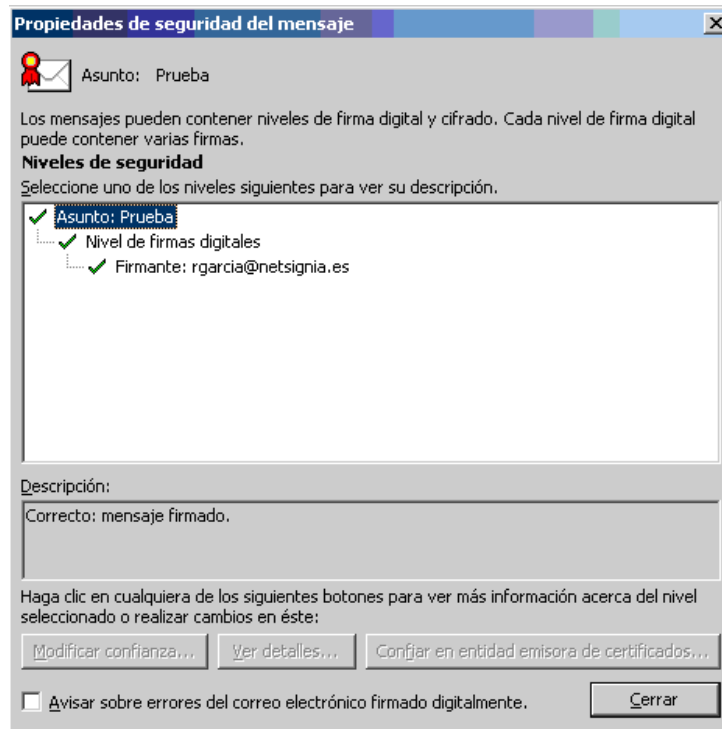 Propiedades de seguridad del mensaje
Asunto: Prueba
Los mensajes pueden contener niveles de firma digital y cifrado. Cada nivel de firma digital
puede contener varias firmas.
Niveles de seguridad
Seleccione uno de los niveles siguientes para ver su descripción.
Asunto: Prueba
Nivel de firmas digitales
Firmante: rgarcia@netsignia.es
Descripción:
Correcto: mensaje firmado.
Haga clic en cualquiera de los siguientes botones para ver más información acerca del nivel
seleccionado o realizar cambios en éste:
Modificar confianza... Ver detalles... Confiar en entidad emisora de certificados...
Avisar sobre errores del correo electrónico firmado digitalmente. Cerrar